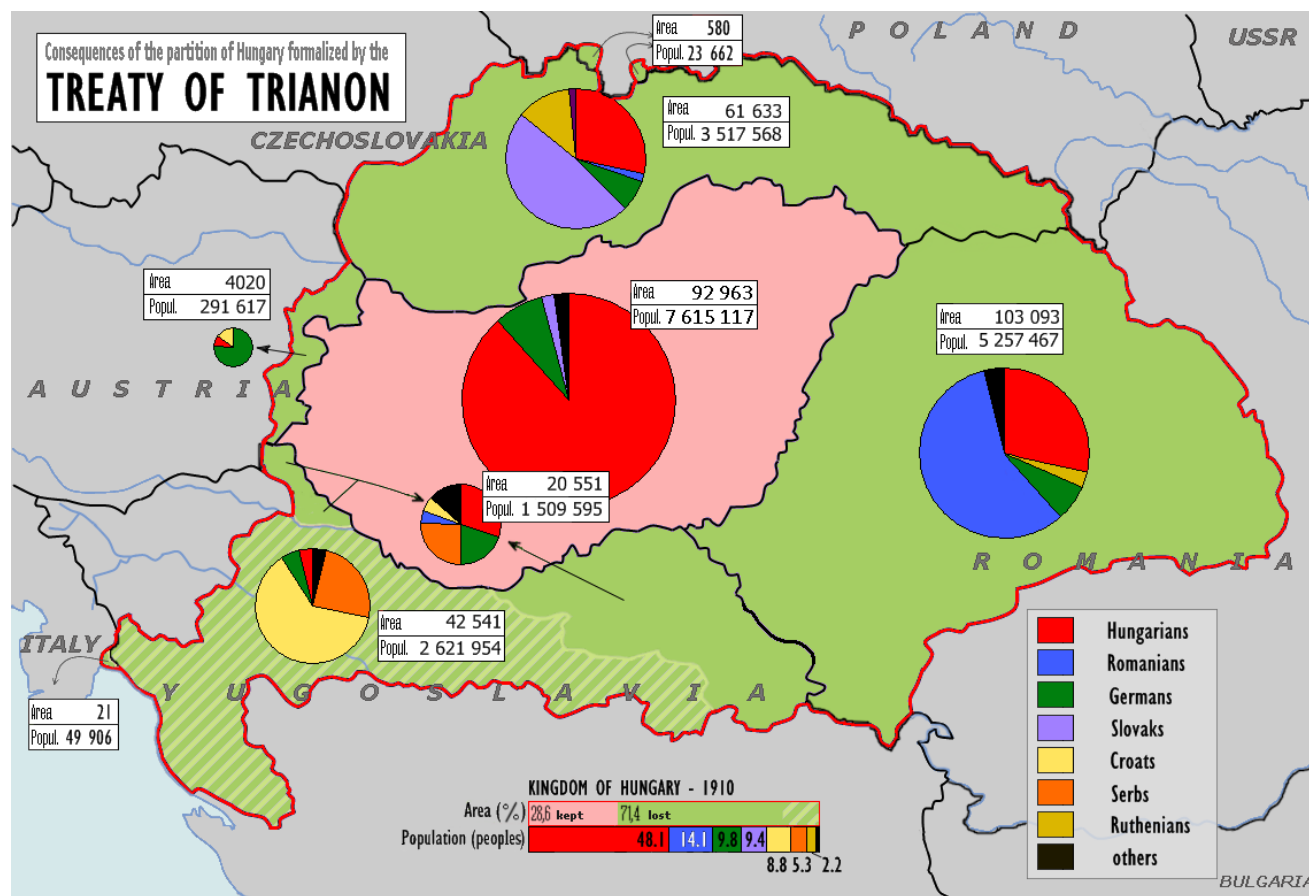 Consequences of the partition of Hungary formalized by the
TREATY OF TRIANON
Area 580
Popul. 23 662
POLAND
USSR
CZECHOSLOVAKIA
Area 61 633
Popul. 3 517 568
Area 4020
Popul. 291 617
Area 92 963
Popul. 7 615 117
Area 103 093
Popul. 5 257 467
AUSTRIA
Area 20 551
Popul. 1 509 595
ROMANIA
Area 42 541
Popul. 2 621 954
ITALY
YUGOSLAVIA
Area 21
Popul. 49 906
Hungarians
Romanians
Germans
Slovaks
Croats
Serbs
Ruthenians
others
KINGDOM OF HUNGARY - 1910
Area (%) 28,6 kept 71,4 lost
Population (peoples) 48.1 14.1 9.8 9.4
8.8 5.3 2.2
BULGARIA